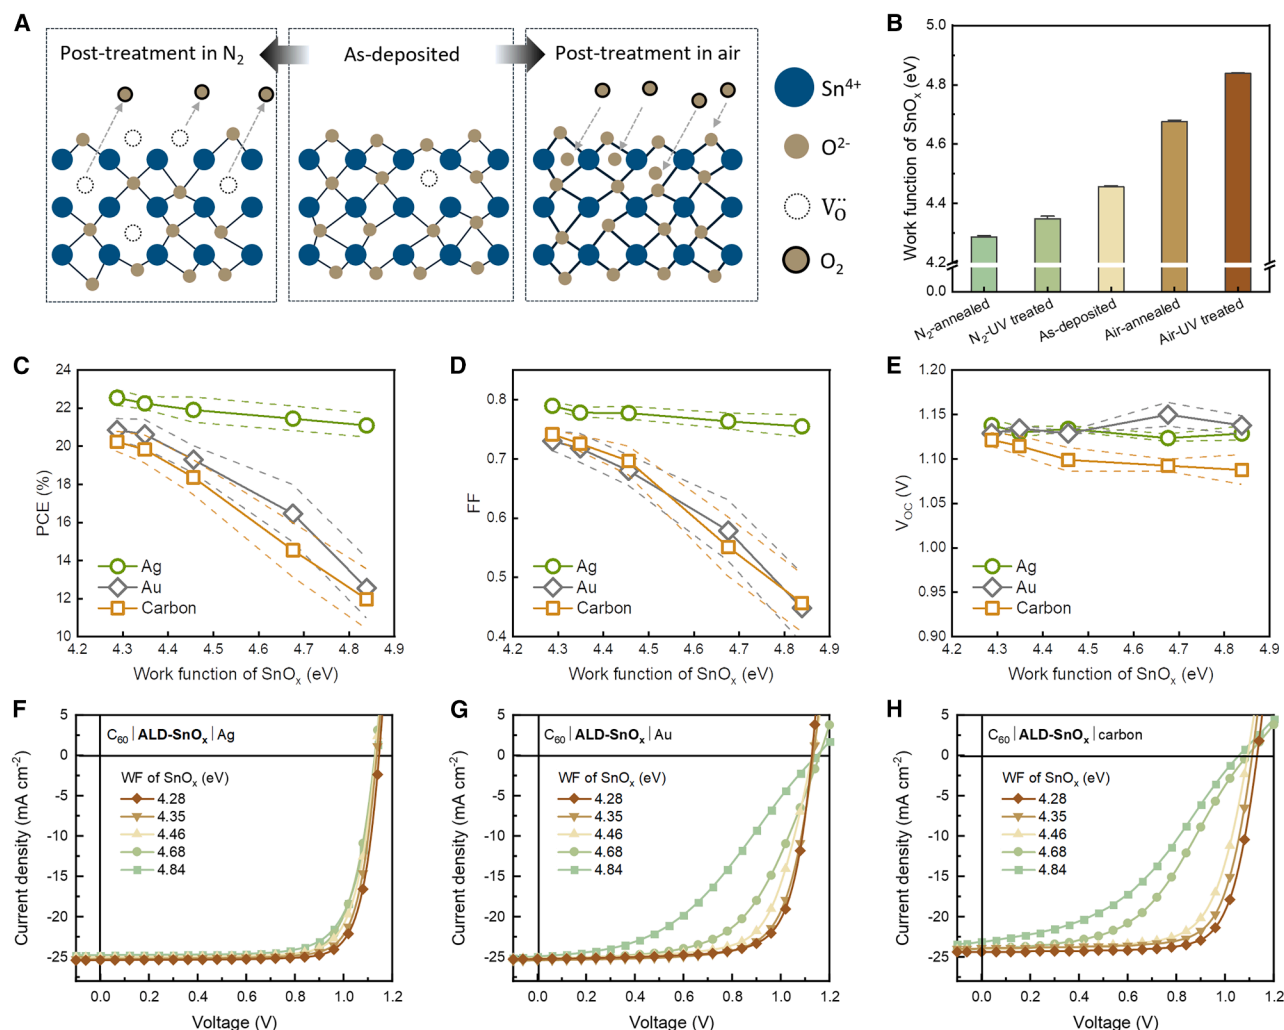 A
Post-treatment in N₂
As-deposited
Post-treatment in air
Sn⁴⁺
O²⁻
V̈ₒ
O₂
B
Work function of SnOₓ (eV)
5.0
4.8
4.6
4.4
4.2
0.0
N₂-annealed
N₂-UV treated
As-deposited
Air-annealed
Air-UV treated
C
PCE (%)
24
22
20
18
16
14
12
10
Ag
Au
Carbon
4.2 4.3 4.4 4.5 4.6 4.7 4.8 4.9
Work function of SnOₓ (eV)
D
FF
0.8
0.7
0.6
0.5
0.4
Ag
Au
Carbon
4.2 4.3 4.4 4.5 4.6 4.7 4.8 4.9
Work function of SnOₓ (eV)
E
V_OC (V)
1.20
1.15
1.10
1.05
1.00
0.95
0.90
Ag
Au
Carbon
4.2 4.3 4.4 4.5 4.6 4.7 4.8 4.9
Work function of SnOₓ (eV)
F
Current density (mA cm⁻²)
5
0
-5
-10
-15
-20
-25
C₆₀ | ALD-SnOₓ | Ag
WF of SnOₓ (eV)
4.28
4.35
4.46
4.68
4.84
0.0 0.2 0.4 0.6 0.8 1.0 1.2
Voltage (V)
G
Current density (mA cm⁻²)
5
0
-5
-10
-15
-20
-25
C₆₀ | ALD-SnOₓ | Au
WF of SnOₓ (eV)
4.28
4.35
4.46
4.68
4.84
0.0 0.2 0.4 0.6 0.8 1.0 1.2
Voltage (V)
H
Current density (mA cm⁻²)
5
0
-5
-10
-15
-20
-25
C₆₀ | ALD-SnOₓ | carbon
WF of SnOₓ (eV)
4.28
4.35
4.46
4.68
4.84
0.0 0.2 0.4 0.6 0.8 1.0 1.2
Voltage (V)